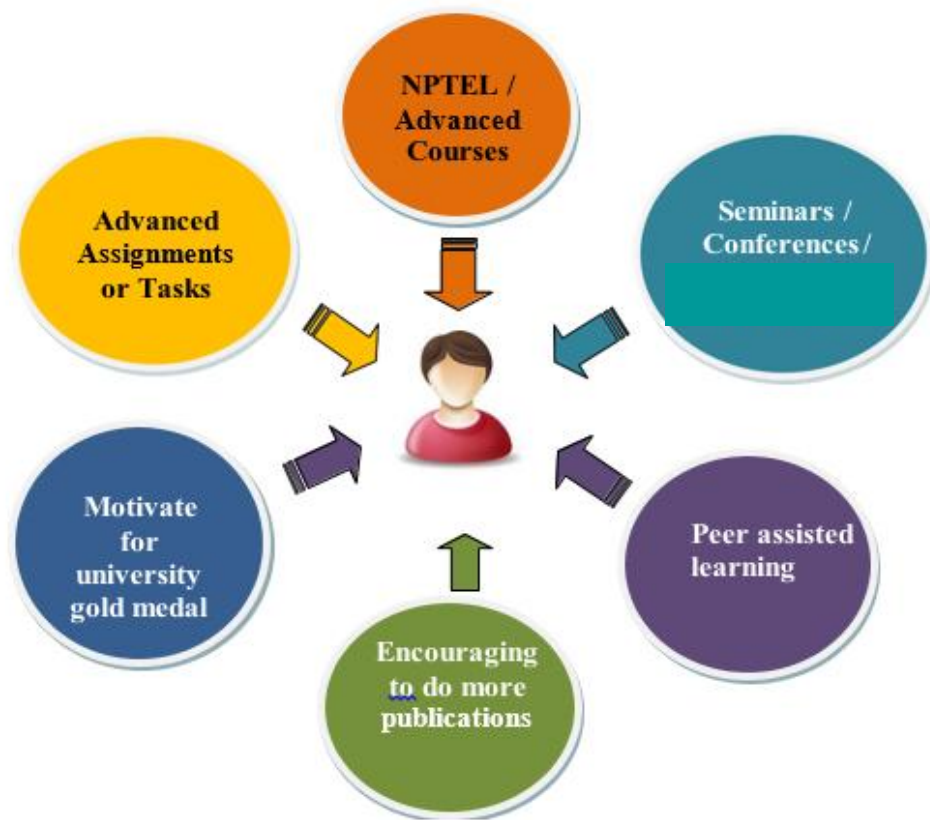 NPTEL /
Advanced
Courses
Seminars /
Conferences /
Peer assisted
learning
Encouraging
to do more
publications
Motivate
for
university
gold medal
Advanced
Assignments
or Tasks